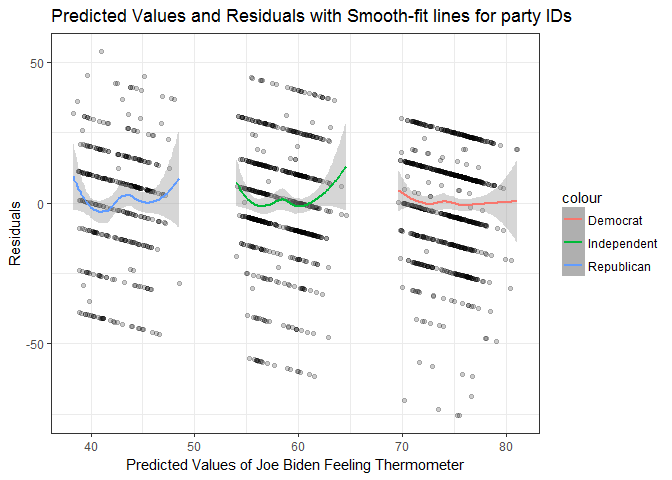 Predicted Values and Residuals with Smooth-fit lines for party IDs
50
0
-50
Residuals
40
50
60
70
80
Predicted Values of Joe Biden Feeling Thermometer
colour
Democrat
Independent
Republican